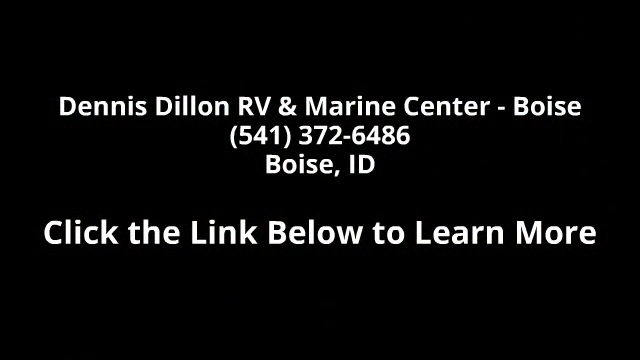 Dennis Dillon RV & Marine Center - Boise
(541) 372-6486
Boise, ID
Click the Link Below to Learn More